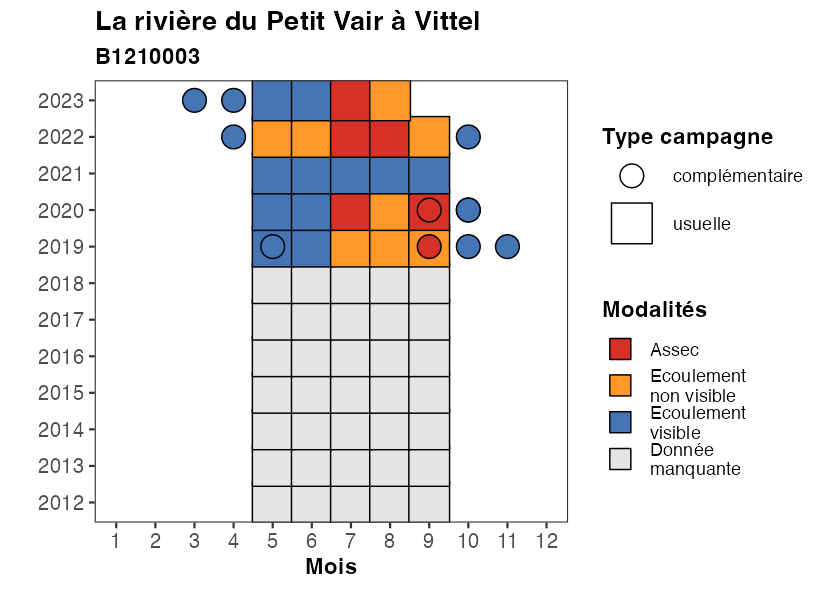 La rivière du Petit Vair à Vittel
B1210003
2023
2022
2021
2020
2019
2018
2017
2016
2015
2014
2013
2012
1 2 3 4 5 6 7 8 9 10 11 12
Mois
Type campagne
complémentaire
usuelle
Modalités
Assec
Ecoulement
non visible
Ecoulement
visible
Donnée
manquante